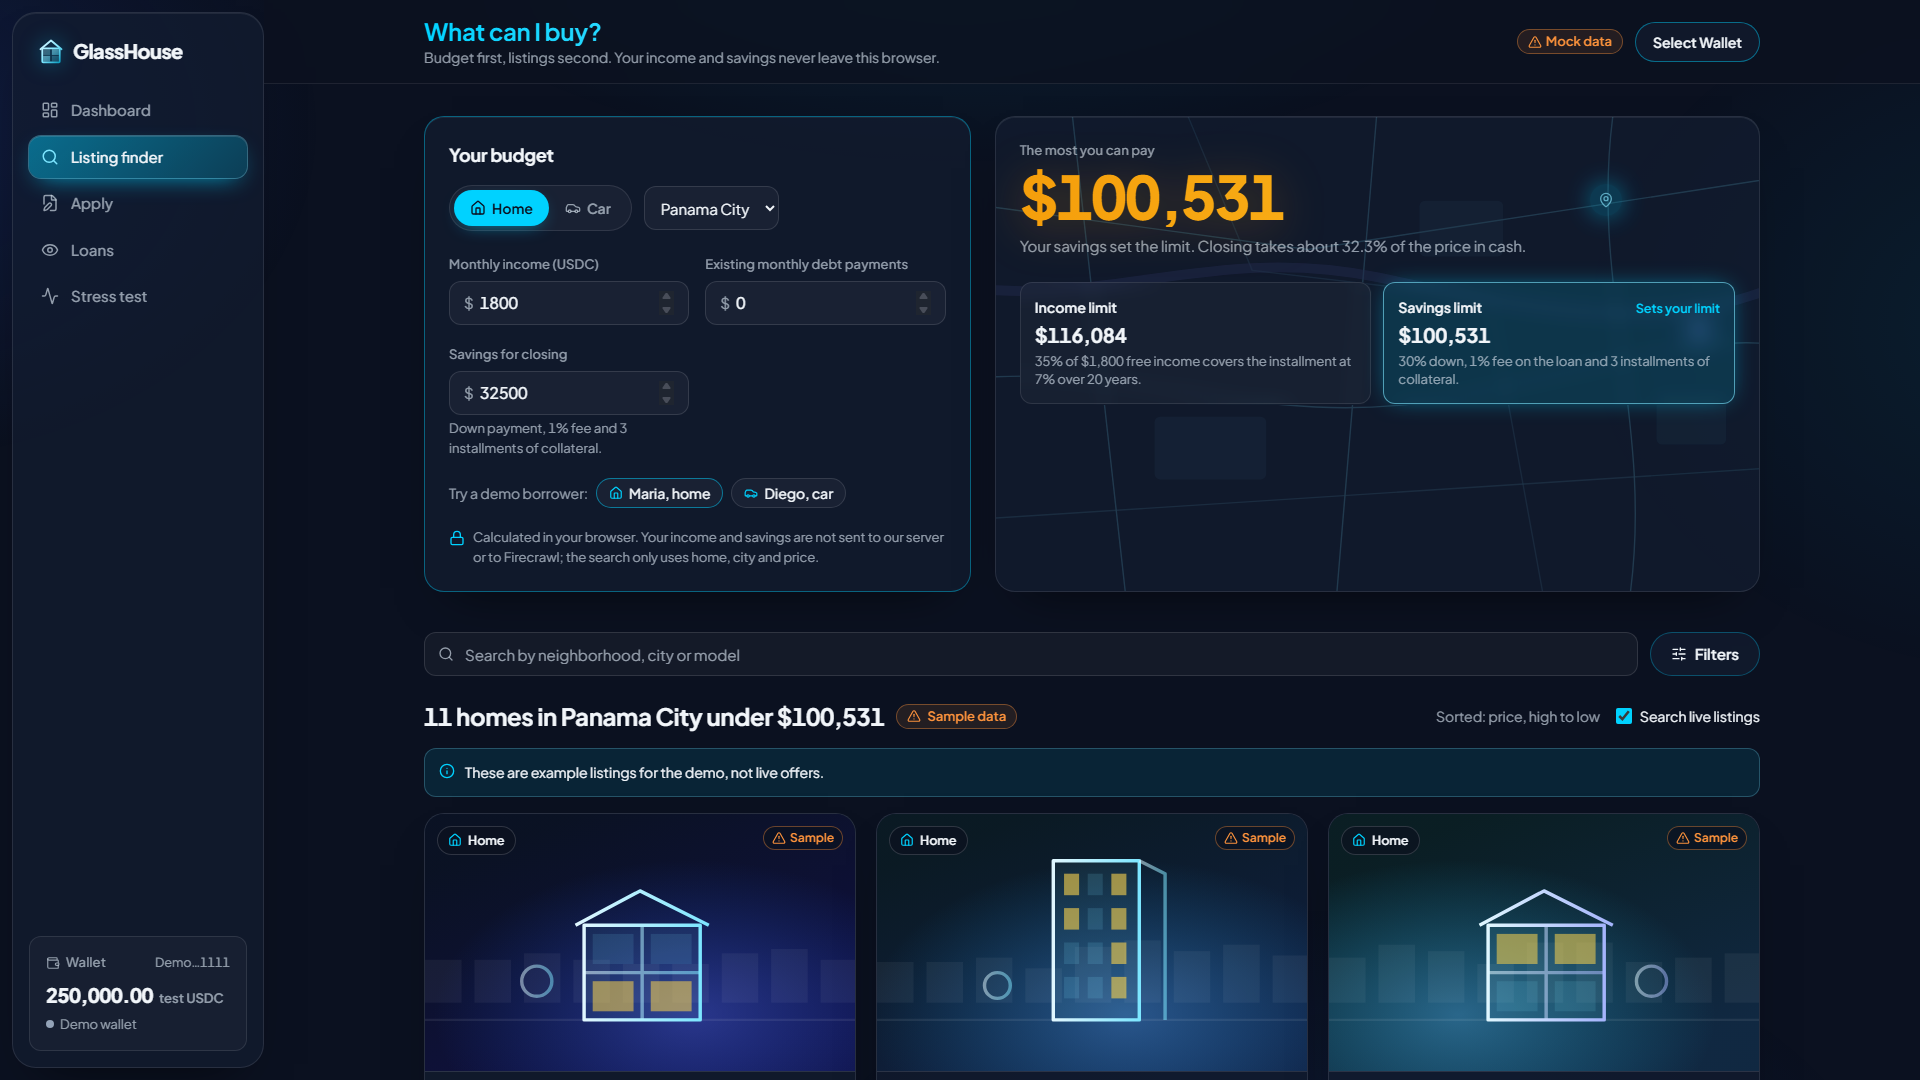 GlassHouse
Dashboard
Listing finder
Apply
Loans
Stress test
Wallet Demo...1111
250,000.00 test USDC
Demo wallet
What can I buy?
Budget first, listings second. Your income and savings never leave this browser.
Mock data
Select Wallet
Your budget
Home Car Panama City
Monthly income (USDC) Existing monthly debt payments
$ 1800 $ 0
Savings for closing
$ 32500
Down payment, 1% fee and 3
installments of collateral.
Try a demo borrower: Maria, home Diego, car
Calculated in your browser. Your income and savings are not sent to our server
or to Firecrawl; the search only uses home, city and price.
The most you can pay
$100,531
Your savings set the limit. Closing takes about 32.3% of the price in cash.
Income limit
$116,084
35% of $1,800 free income covers the installment at
7% over 20 years.
Savings limit Sets your limit
$100,531
30% down, 1% fee on the loan and 3 installments of
collateral.
Search by neighborhood, city or model
Filters
11 homes in Panama City under $100,531 Sample data
Sorted: price, high to low Search live listings
These are example listings for the demo, not live offers.
Home Sample
Home Sample
Home Sample